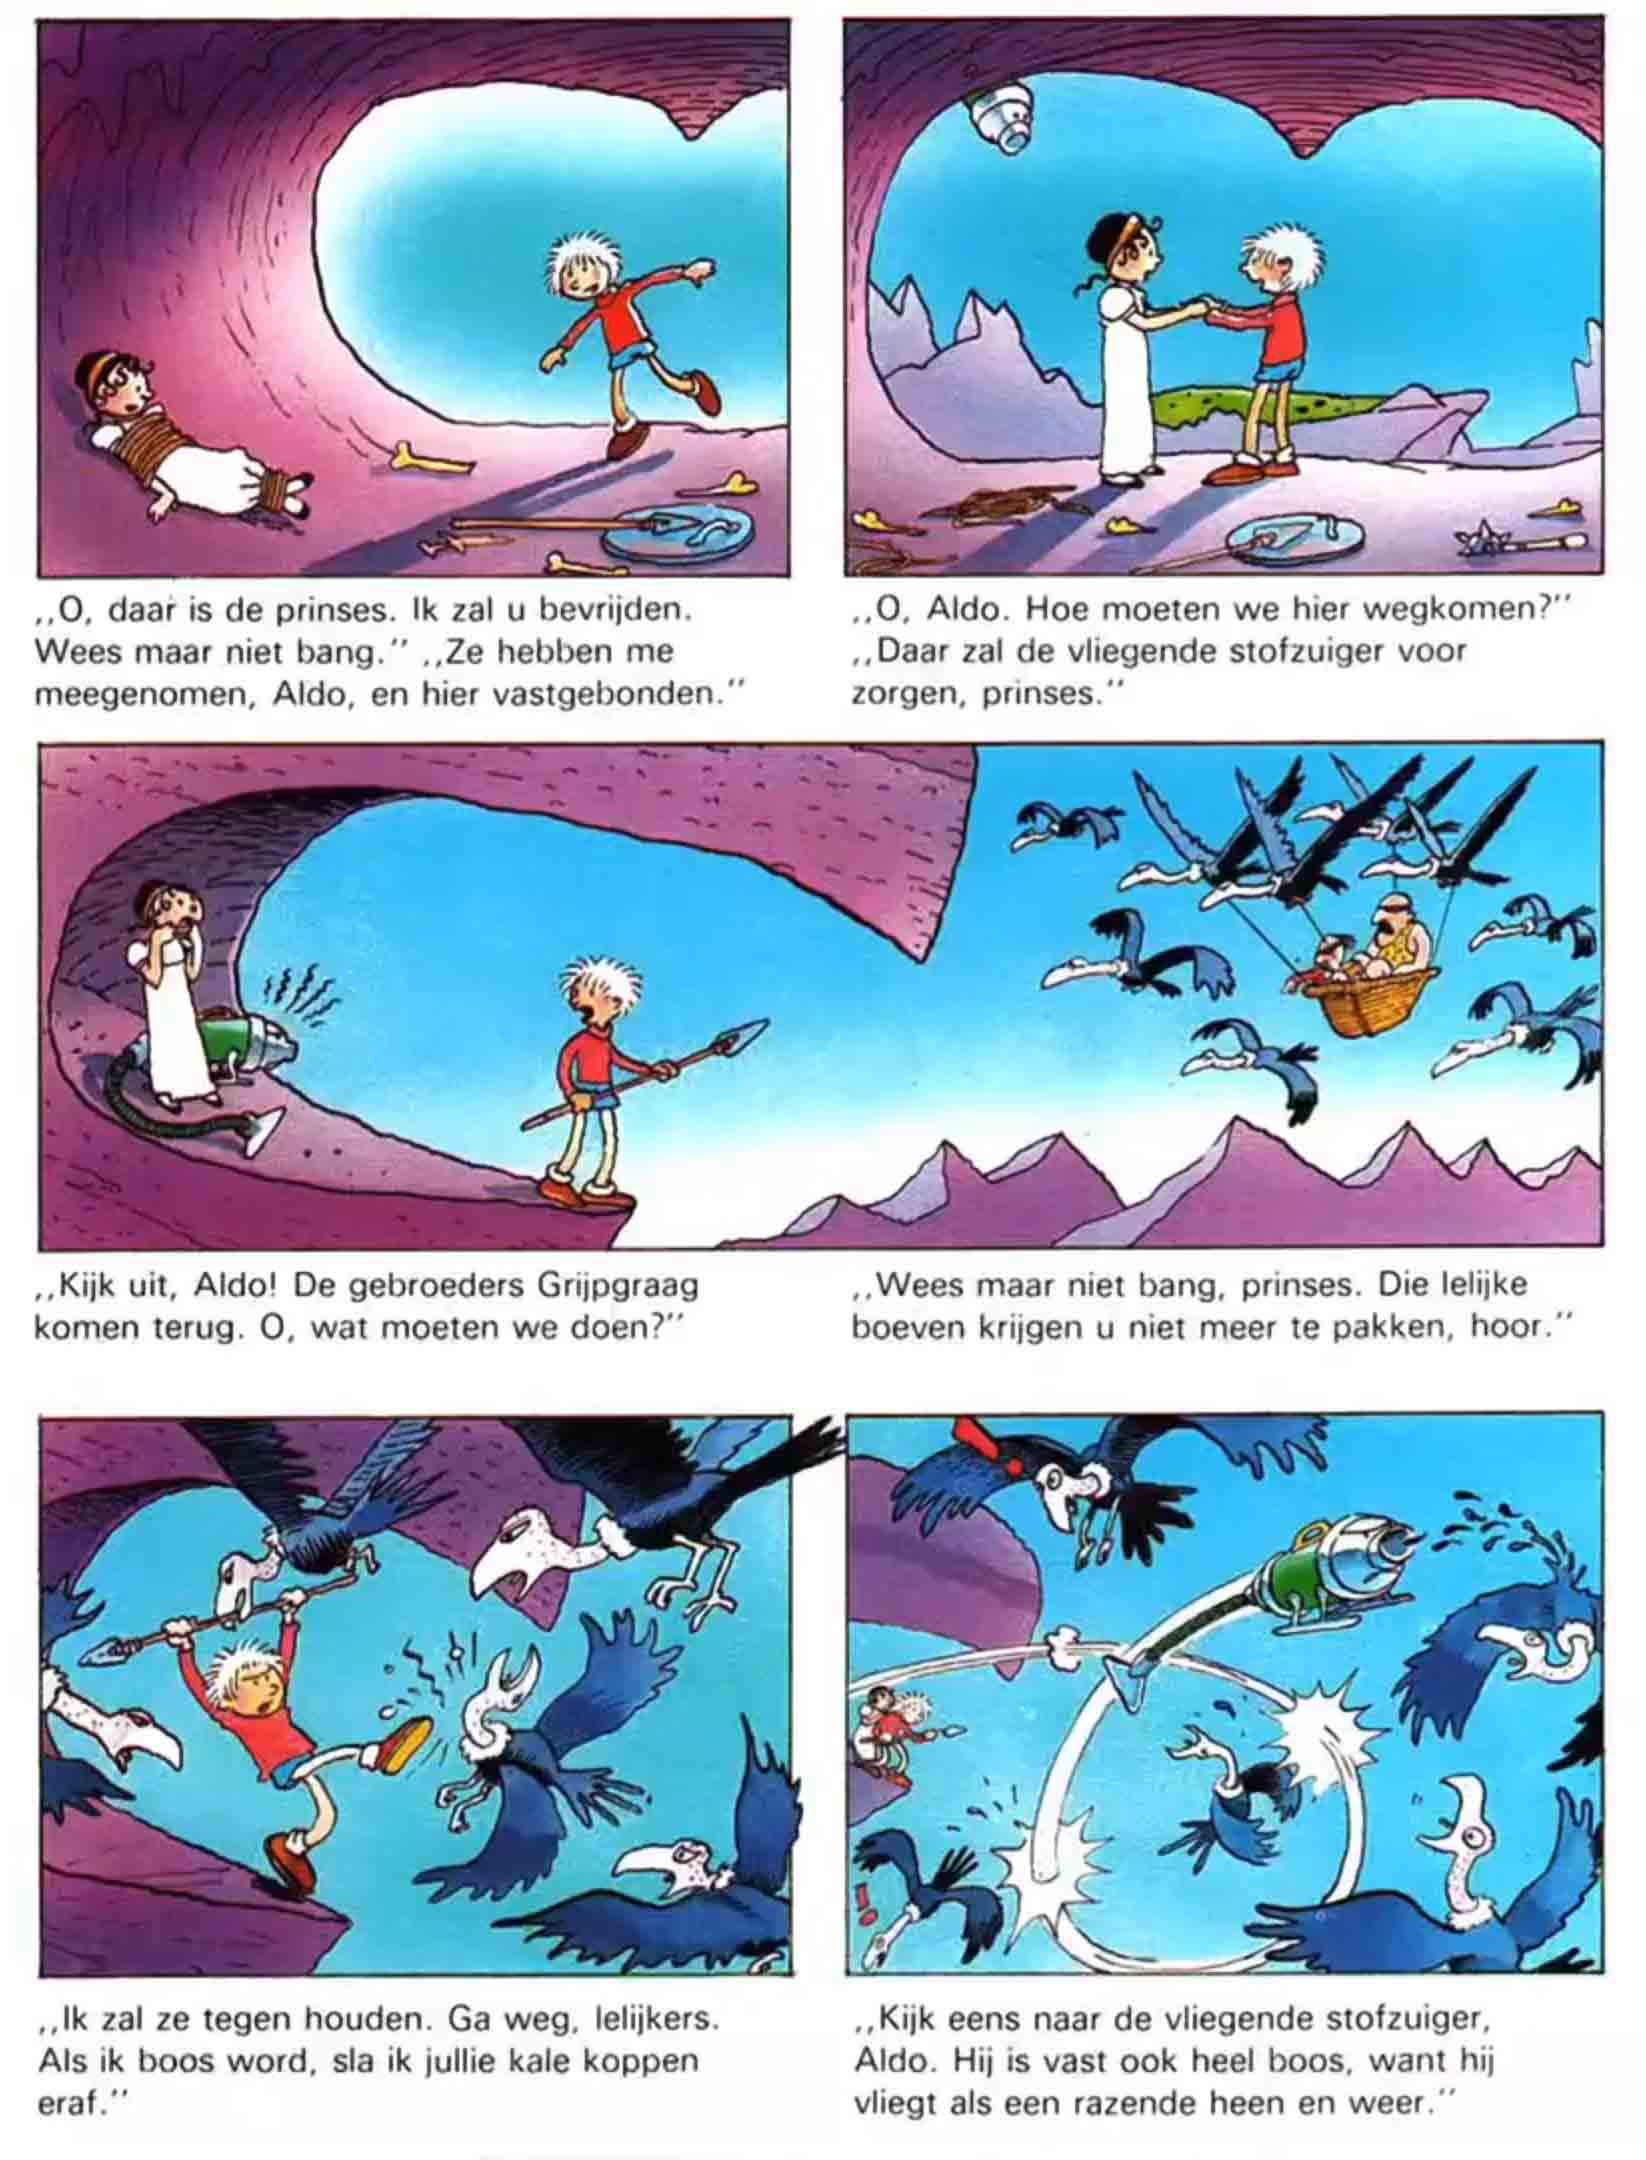 ,,O, daar is de prinses. Ik zal u bevrijden.
Wees maar niet bang.'' ,,Ze hebben me
meegenomen, Aldo, en hier vastgebonden.''
,,O, Aldo. Hoe moeten we hier wegkomen?''
,,Daar zal de vliegende stofzuiger voor
zorgen, prinses.''
,,Kijk uit, Aldo! De gebroeders Grijpgraag
komen terug. O, wat moeten we doen?''
,,Wees maar niet bang, prinses. Die lelijke
boeven krijgen u niet meer te pakken, hoor.''
,,Ik zal ze tegen houden. Ga weg, lelijkers.
Als ik boos word, sla ik jullie kale koppen
eraf.''
!
!
,,Kijk eens naar de vliegende stofzuiger,
Aldo. Hij is vast ook heel boos, want hij
vliegt als een razende heen en weer.''